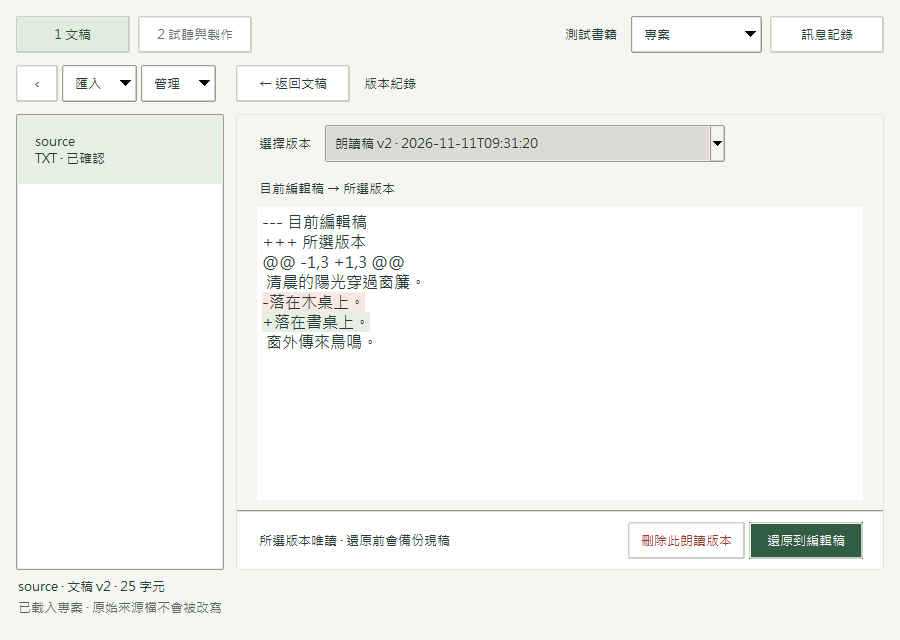 1 文稿
2 試聽與製作
測試書籍
專案
訊息記錄
‹
匯入
管理
← 返回文稿
版本紀錄
source
TXT · 已確認
選擇版本
朗讀稿 v2 · 2026-11-11T09:31:20
目前編輯稿 → 所選版本
--- 目前編輯稿
+++ 所選版本
@@ -1,3 +1,3 @@
清晨的陽光穿過窗簾。
-落在木桌上。
+落在書桌上。
窗外傳來鳥鳴。
所選版本唯讀 · 還原前會備份現稿
刪除此朗讀版本
還原到編輯稿
source · 文稿 v2 · 25 字元
已載入專案 · 原始來源檔不會被改寫